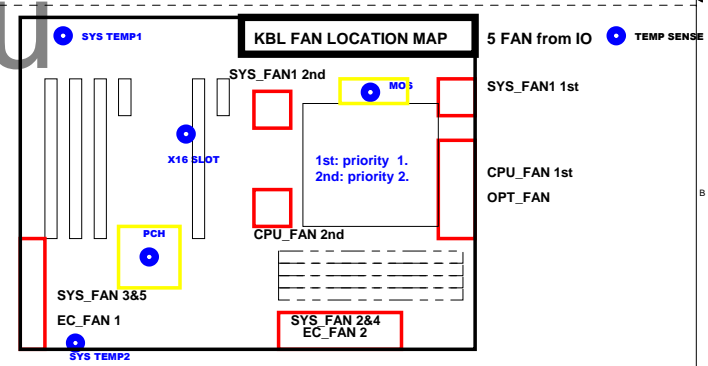 SYS TEMP1
KBL FAN LOCATION MAP
5 FAN from IO
TEMP SENSE
SYS_FAN1 2nd
MOS
SYS_FAN1 1st
X16 SLOT
1st: priority 1.
2nd: priority 2.
CPU_FAN 1st
OPT_FAN
B
PCH
CPU_FAN 2nd
SYS_FAN 3&5
EC_FAN 1
SYS_FAN 2&4
EC_FAN 2
SYS TEMP2